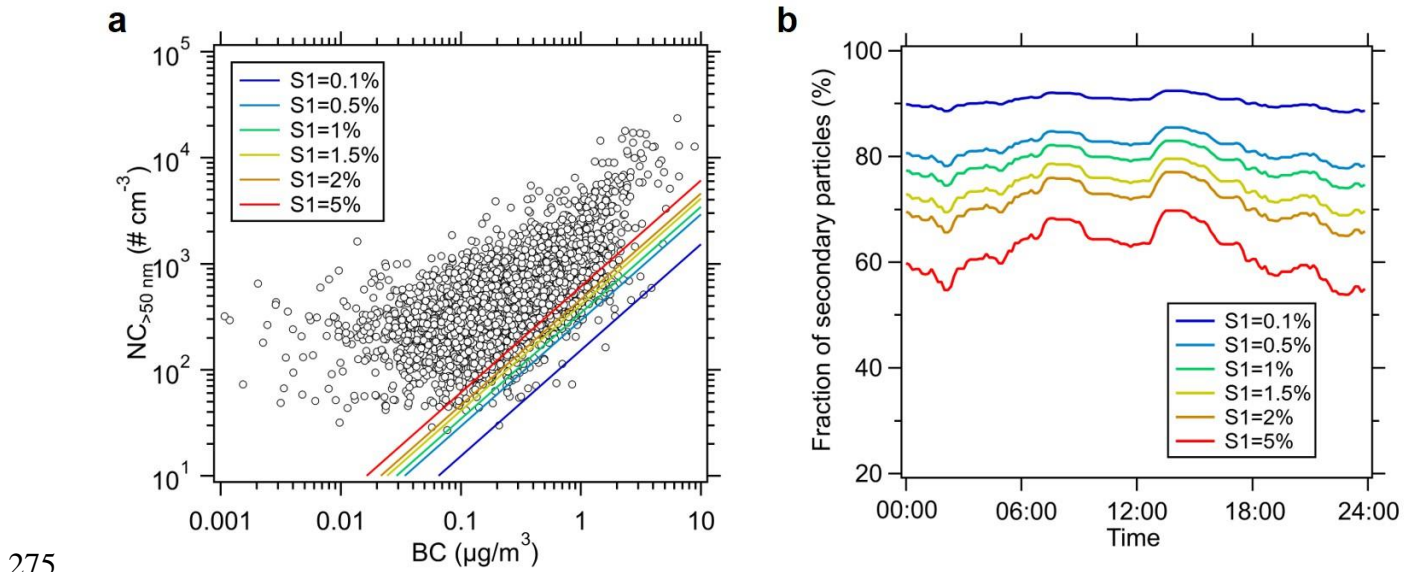 a
NC>50 nm (# cm-3)
10^5
10^4
10^3
10^2
10^1
S1=0.1%
S1=0.5%
S1=1%
S1=1.5%
S1=2%
S1=5%
0.001 0.01 0.1 1 10
BC (µg/m3)
b
Fraction of secondary particles (%)
100
80
60
40
20
S1=0.1%
S1=0.5%
S1=1%
S1=1.5%
S1=2%
S1=5%
00:00 06:00 12:00 18:00 24:00
Time
275